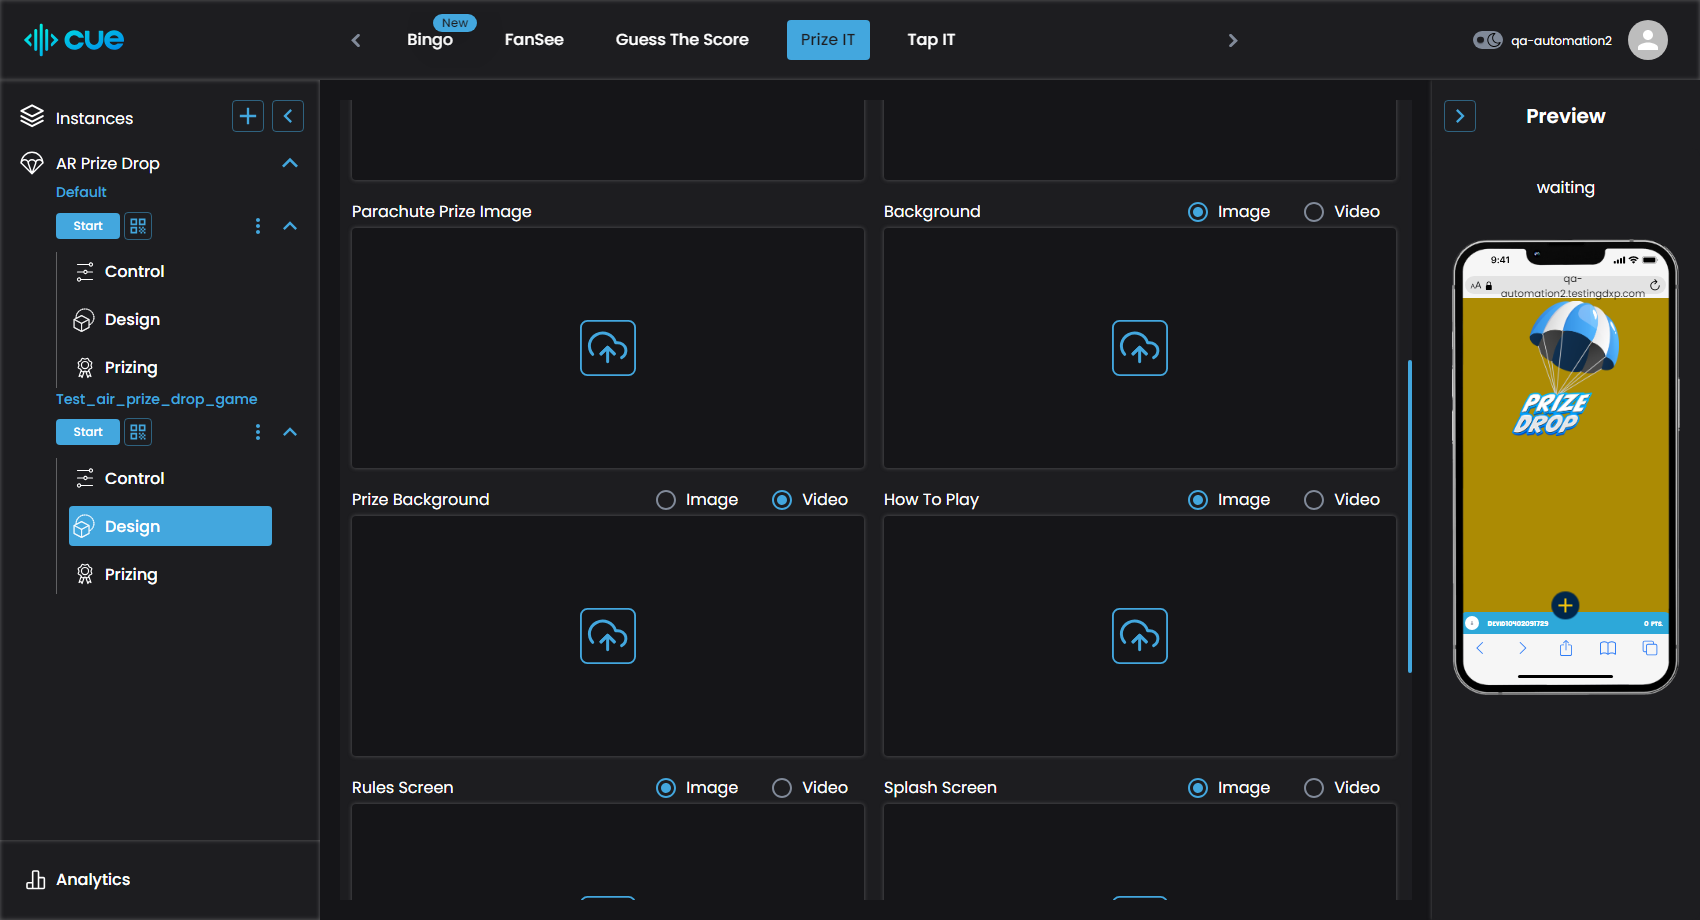 cue
New
Bingo
FanSee
Guess The Score
Prize IT
Tap IT
qa-automation2
Instances
AR Prize Drop
Default
Start
Control
Design
Prizing
Test_air_prize_drop_game
Start
Control
Design
Prizing
Analytics
Parachute Prize Image
Background
Image
Video
Prize Background
Image
Video
How To Play
Image
Video
Rules Screen
Image
Video
Splash Screen
Image
Video
Preview
waiting
9:41
AA
qa-
automation2.testingdxp.com
PRIZE
DROP
0 PTS.